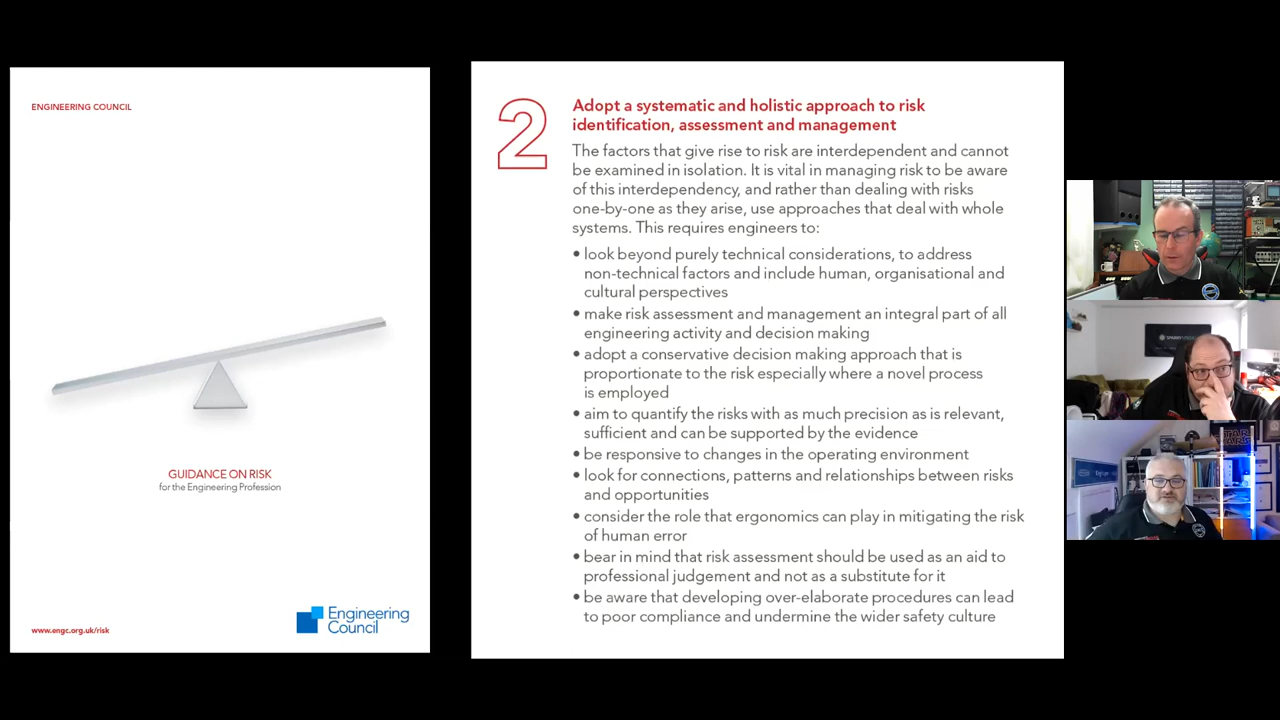 ENGINEERING COUNCIL
GUIDANCE ON RISK
for the Engineering Profession
www.engc.org.uk/risk
Engineering
Council
2
Adopt a systematic and holistic approach to risk
identification, assessment and management
The factors that give rise to risk are interdependent and cannot
be examined in isolation. It is vital in managing risk to be aware
of this interdependency, and rather than dealing with risks
one-by-one as they arise, use approaches that deal with whole
systems. This requires engineers to:
• look beyond purely technical considerations, to address
non-technical factors and include human, organisational and
cultural perspectives
• make risk assessment and management an integral part of all
engineering activity and decision making
• adopt a conservative decision making approach that is
proportionate to the risk especially where a novel process
is employed
• aim to quantify the risks with as much precision as is relevant,
sufficient and can be supported by the evidence
• be responsive to changes in the operating environment
• look for connections, patterns and relationships between risks
and opportunities
• consider the role that ergonomics can play in mitigating the risk
of human error
• bear in mind that risk assessment should be used as an aid to
professional judgement and not as a substitute for it
• be aware that developing over-elaborate procedures can lead
to poor compliance and undermine the wider safety culture
STAR
WARS